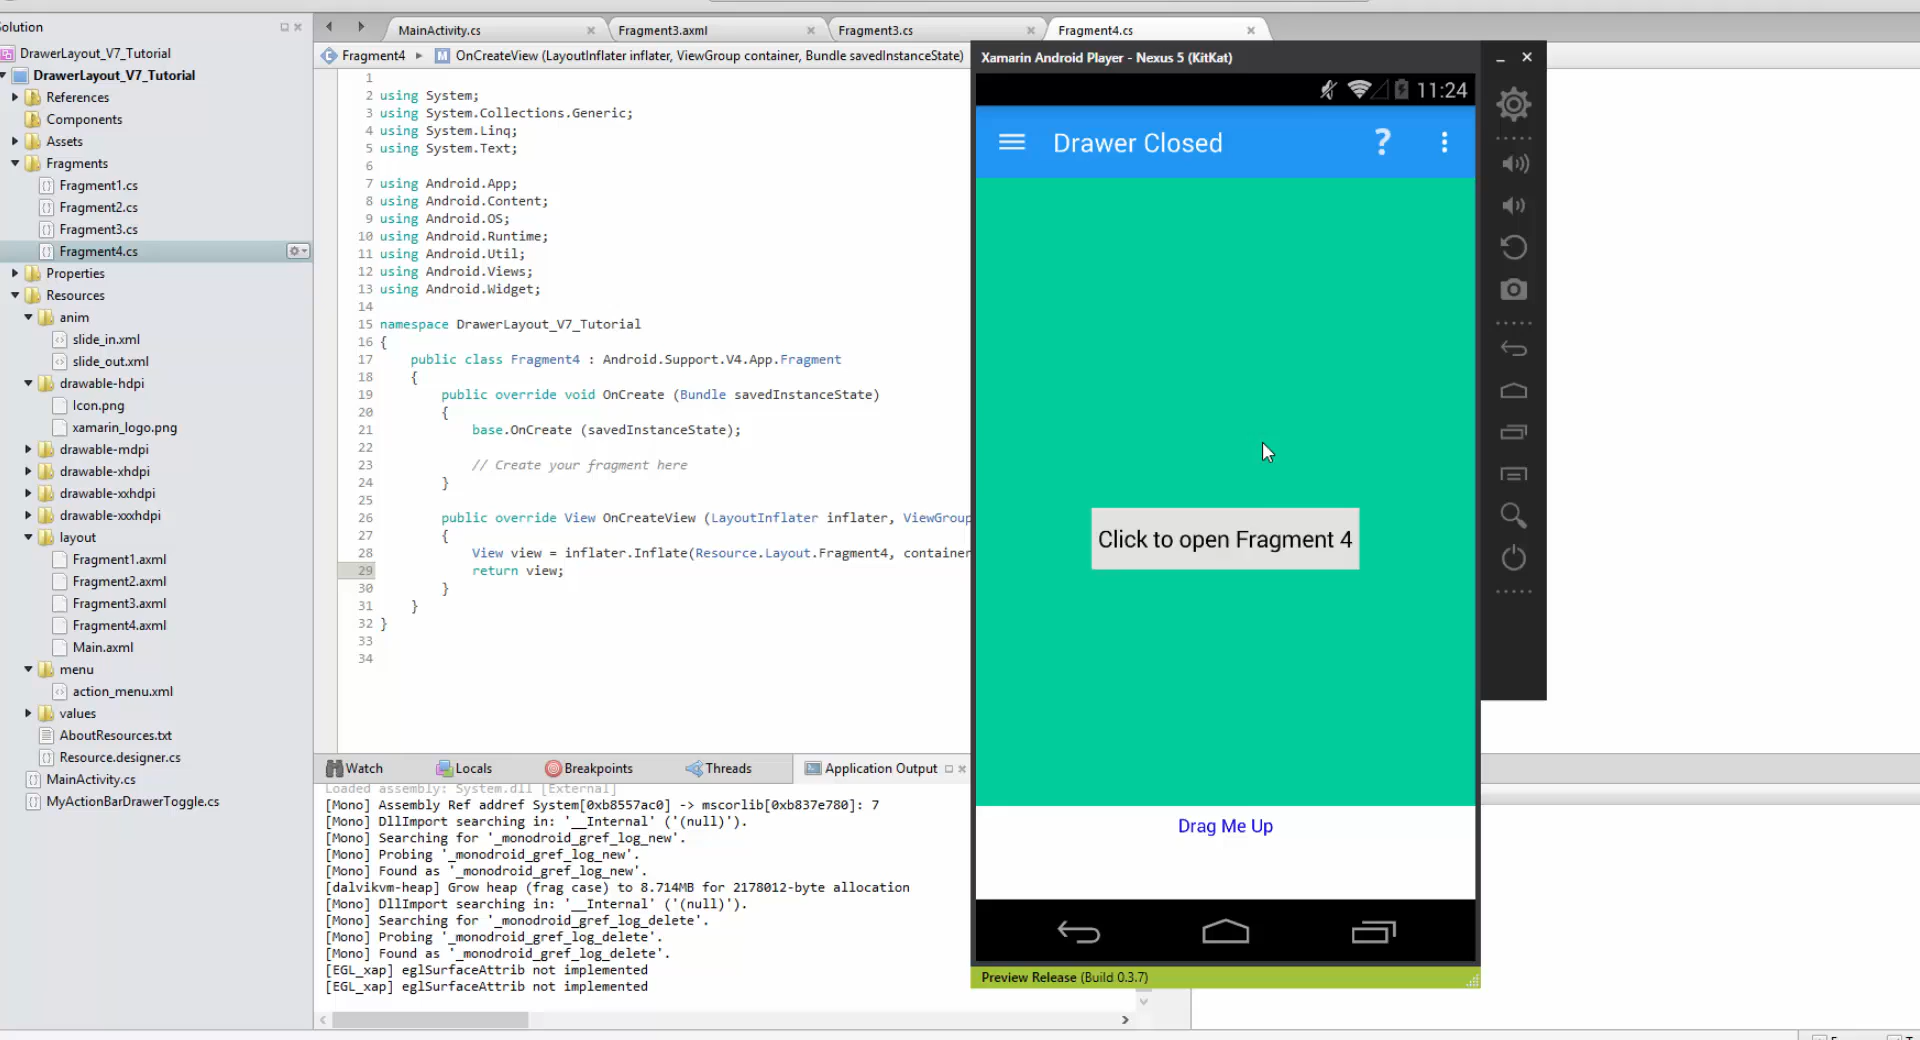 Solution
DrawerLayout_V7_Tutorial
DrawerLayout_V7_Tutorial
References
Components
Assets
Fragments
Fragment1.cs
Fragment2.cs
Fragment3.cs
Fragment4.cs
Properties
Resources
anim
slide_in.xml
slide_out.xml
drawable-hdpi
Icon.png
xamarin_logo.png
drawable-mdpi
drawable-xhdpi
drawable-xxhdpi
drawable-xxxhdpi
layout
Fragment1.axml
Fragment2.axml
Fragment3.axml
Fragment4.axml
Main.axml
menu
action_menu.xml
values
AboutResources.txt
Resource.designer.cs
MainActivity.cs
MyActionBarDrawerToggle.cs
MainActivity.cs
Fragment3.axml
Fragment3.cs
Fragment4.cs
Fragment4 OnCreateView (LayoutInflater inflater, ViewGroup container, Bundle savedInstanceState)
1
2 using System;
3 using System.Collections.Generic;
4 using System.Linq;
5 using System.Text;
6
7 using Android.App;
8 using Android.Content;
9 using Android.OS;
10 using Android.Runtime;
11 using Android.Util;
12 using Android.Views;
13 using Android.Widget;
14
15 namespace DrawerLayout_V7_Tutorial
16 {
17 public class Fragment4 : Android.Support.V4.App.Fragment
18 {
19 public override void OnCreate (Bundle savedInstanceState)
20 {
21 base.OnCreate (savedInstanceState);
22
23 // Create your fragment here
24 }
25
26 public override View OnCreateView (LayoutInflater inflater, ViewGroup
27 {
28 View view = inflater.Inflate(Resource.Layout.Fragment4, container
29 return view;
30 }
31 }
32 }
33
34
Watch
Locals
Breakpoints
Threads
Application Output
Loaded assembly: System.dll [External]
[Mono] Assembly Ref addref System[0xb8557ac0] -> mscorlib[0xb837e780]: 7
[Mono] DllImport searching in: '__Internal' ('(null)').
[Mono] Searching for '_monodroid_gref_log_new'.
[Mono] Probing '_monodroid_gref_log_new'.
[Mono] Found as '_monodroid_gref_log_new'.
[dalvikvm-heap] Grow heap (frag case) to 8.714MB for 2178012-byte allocation
[Mono] DllImport searching in: '__Internal' ('(null)').
[Mono] Searching for '_monodroid_gref_log_delete'.
[Mono] Probing '_monodroid_gref_log_delete'.
[Mono] Found as '_monodroid_gref_log_delete'.
[EGL_xap] eglSurfaceAttrib not implemented
[EGL_xap] eglSurfaceAttrib not implemented
Xamarin Android Player - Nexus 5 (KitKat)
11:24
Drawer Closed ?
Click to open Fragment 4
Drag Me Up
Preview Release (Build 0.3.7)